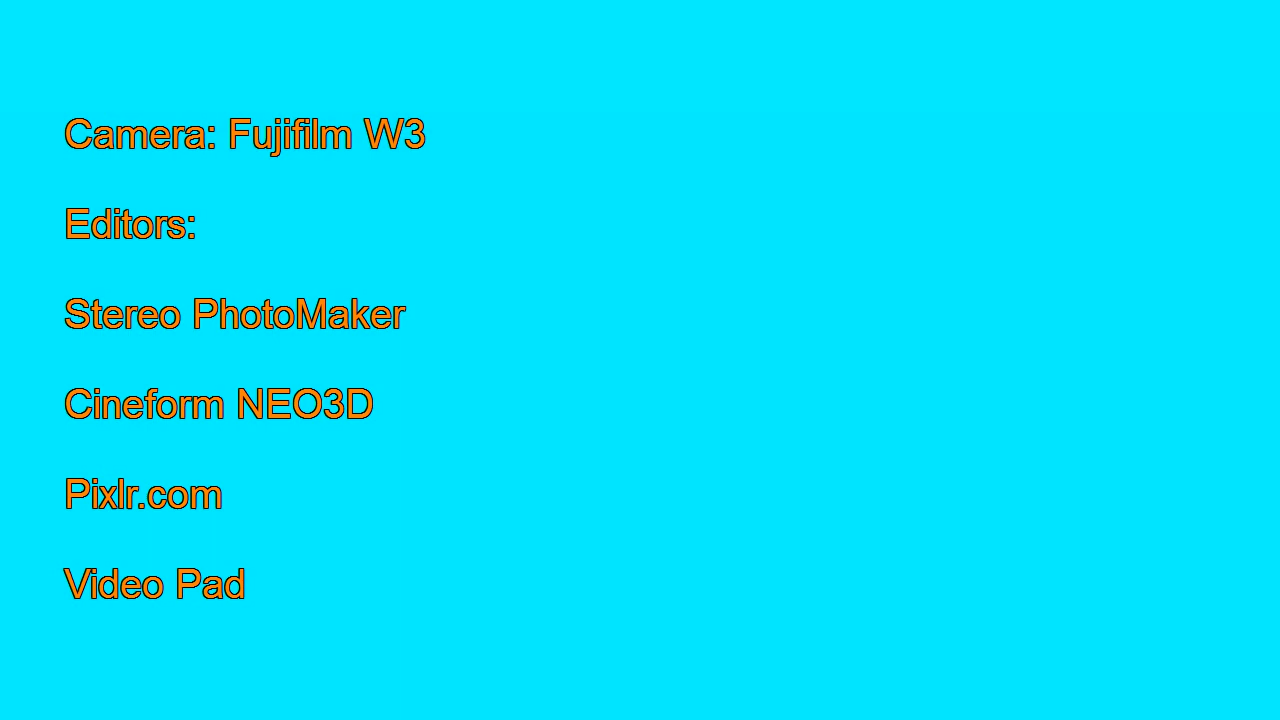 Camera: Fujifilm W3
Editors:
Stereo PhotoMaker
Cineform NEO3D
Pixlr.com
Video Pad